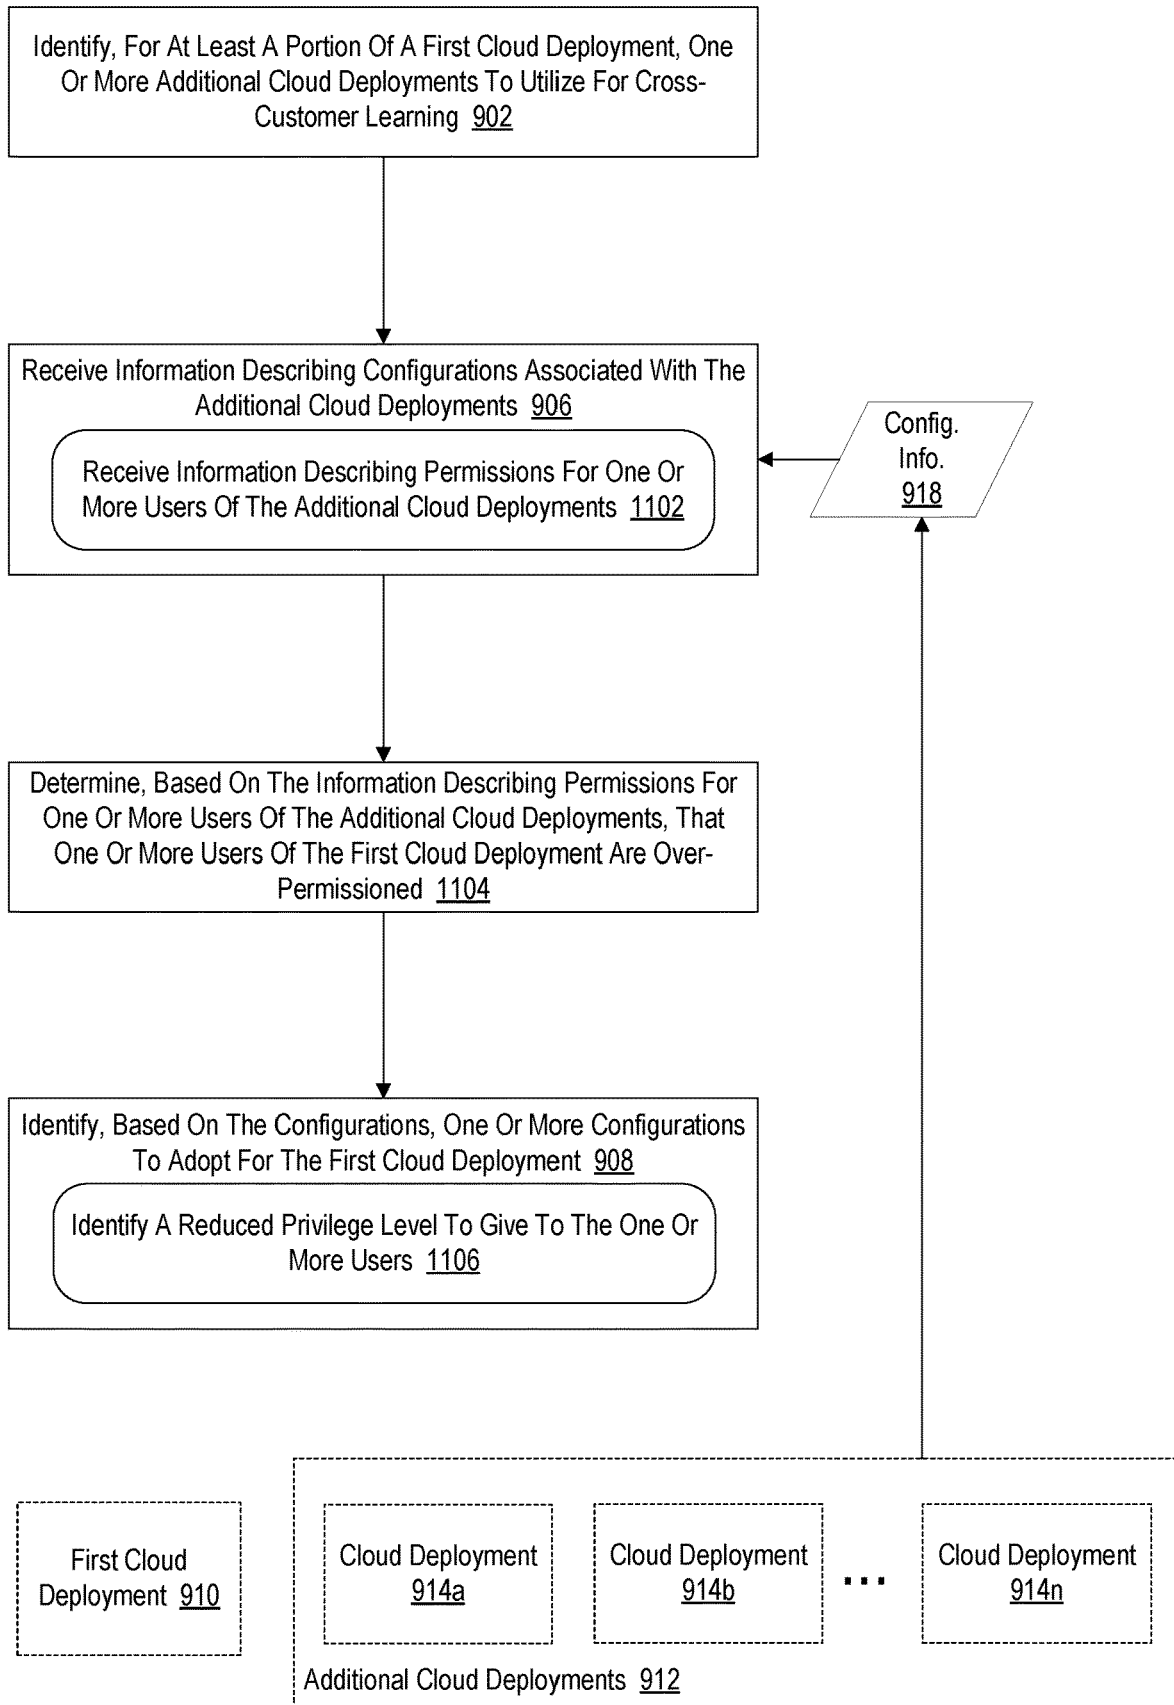 Identify, For At Least A Portion Of A First Cloud Deployment, One
Or More Additional Cloud Deployments To Utilize For Cross-
Customer Learning 902
Receive Information Describing Configurations Associated With The
Additional Cloud Deployments 906
Receive Information Describing Permissions For One Or
More Users Of The Additional Cloud Deployments 1102
Config.
Info.
918
Determine, Based On The Information Describing Permissions For
One Or More Users Of The Additional Cloud Deployments, That
One Or More Users Of The First Cloud Deployment Are Over-
Permissioned 1104
Identify, Based On The Configurations, One Or More Configurations
To Adopt For The First Cloud Deployment 908
Identify A Reduced Privilege Level To Give To The One Or
More Users 1106
First Cloud
Deployment 910
Cloud Deployment
914a
Cloud Deployment
914b
...
Cloud Deployment
914n
Additional Cloud Deployments 912